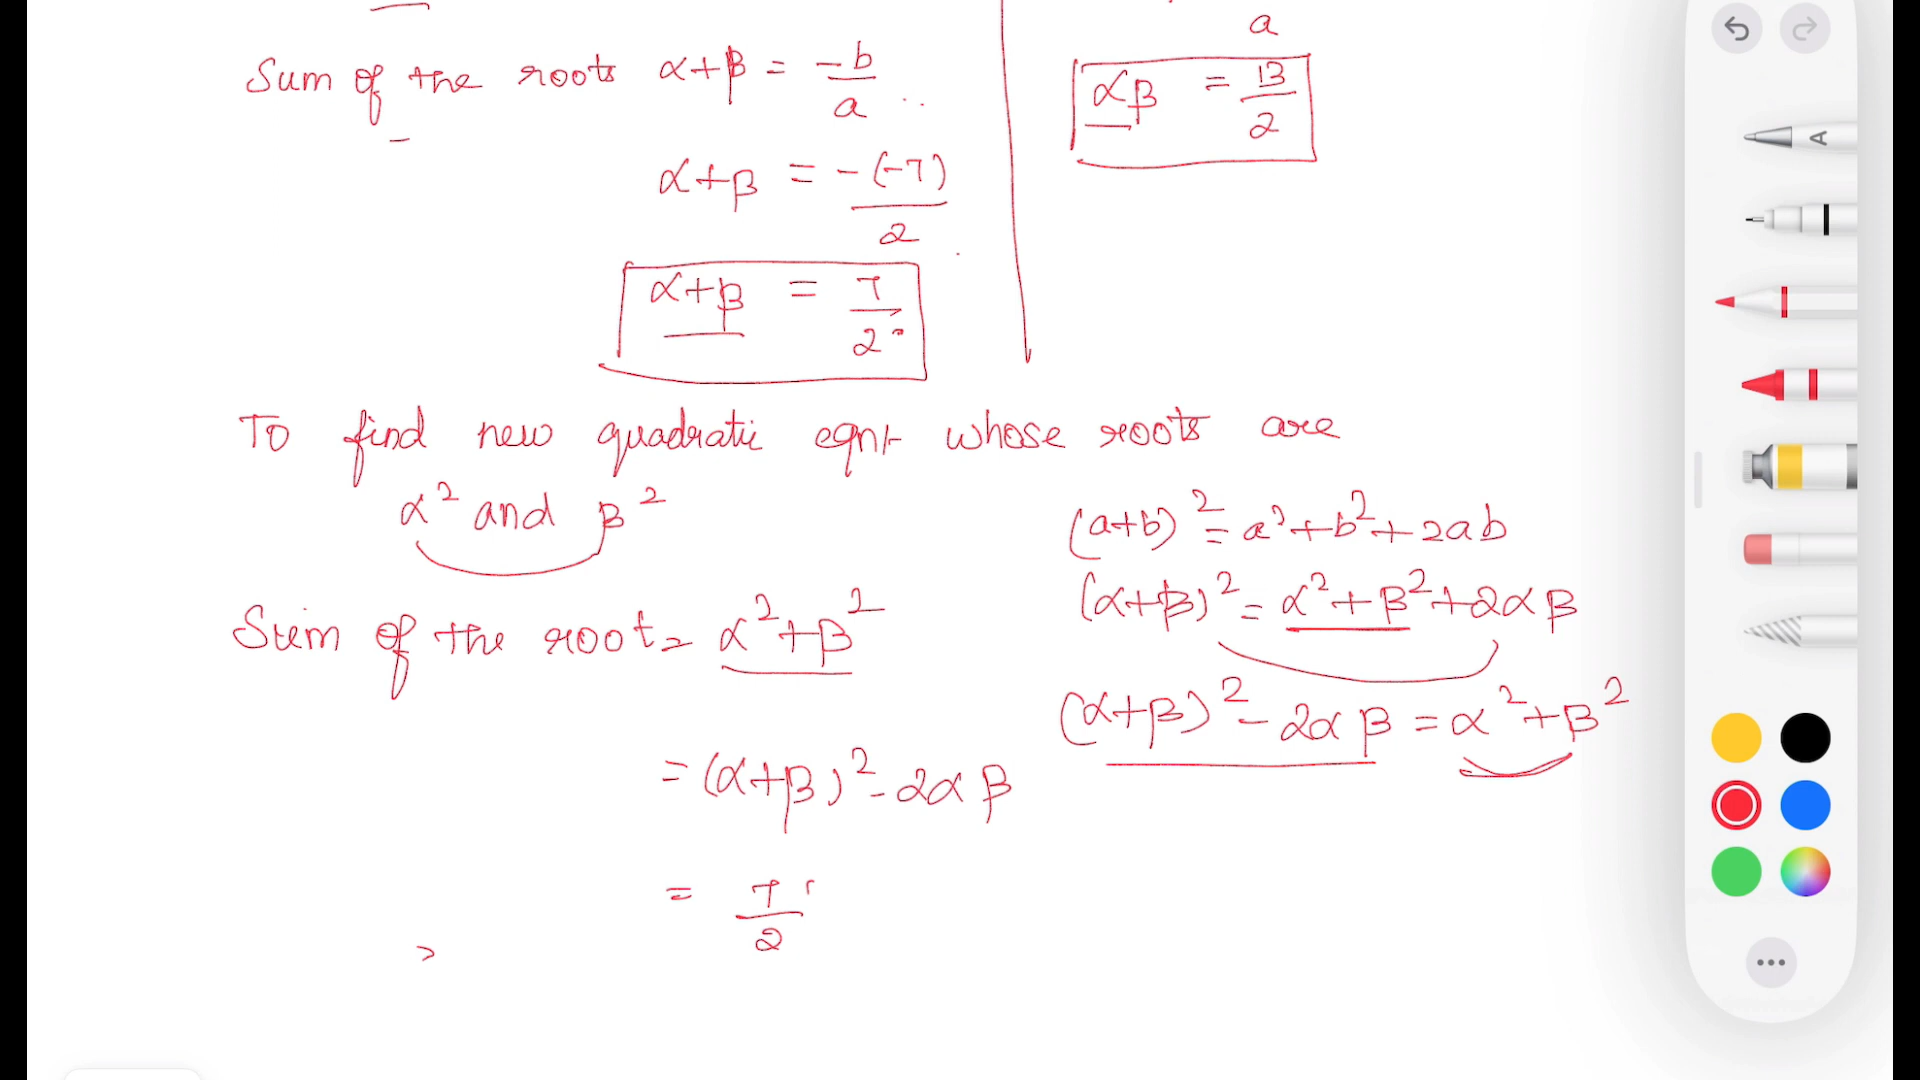 Sum of the roots α+β = -b/a
α+β = -(-7)/2
α+β = 7/2
a
αβ = 13/2
To find new quadratic eqnt whose roots are
α² and β²
(a+b)² = a²+b²+2ab
(α+β)² = α²+β²+2αβ
(α+β)² - 2αβ = α²+β²
Sum of the root = α²+β²
= (α+β)² - 2αβ
= 7/2
A